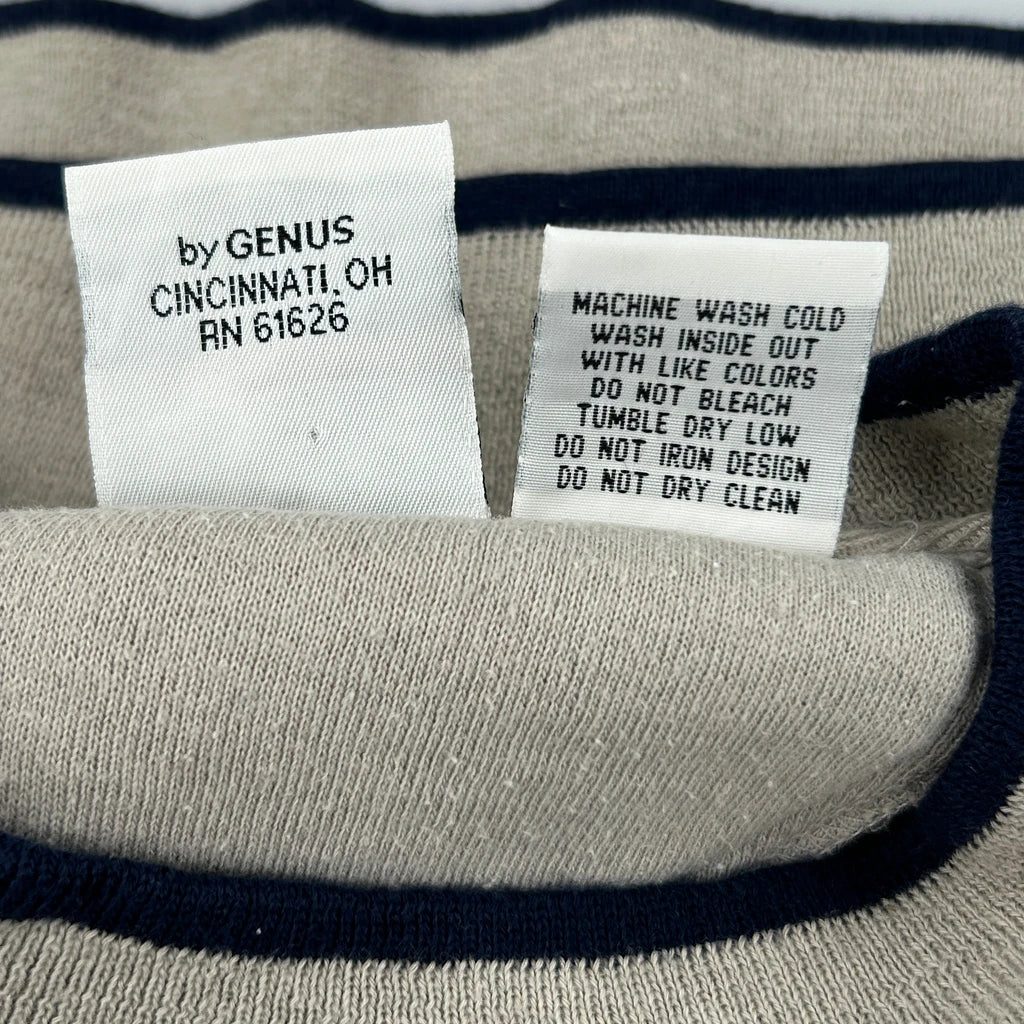 by GENUS
CINCINNATI, OH
RN 61626
MACHINE WASH COLD
WASH INSIDE OUT
WITH LIKE COLORS
DO NOT BLEACH
TUMBLE DRY LOW
DO NOT IRON DESIGN
DO NOT DRY CLEAN